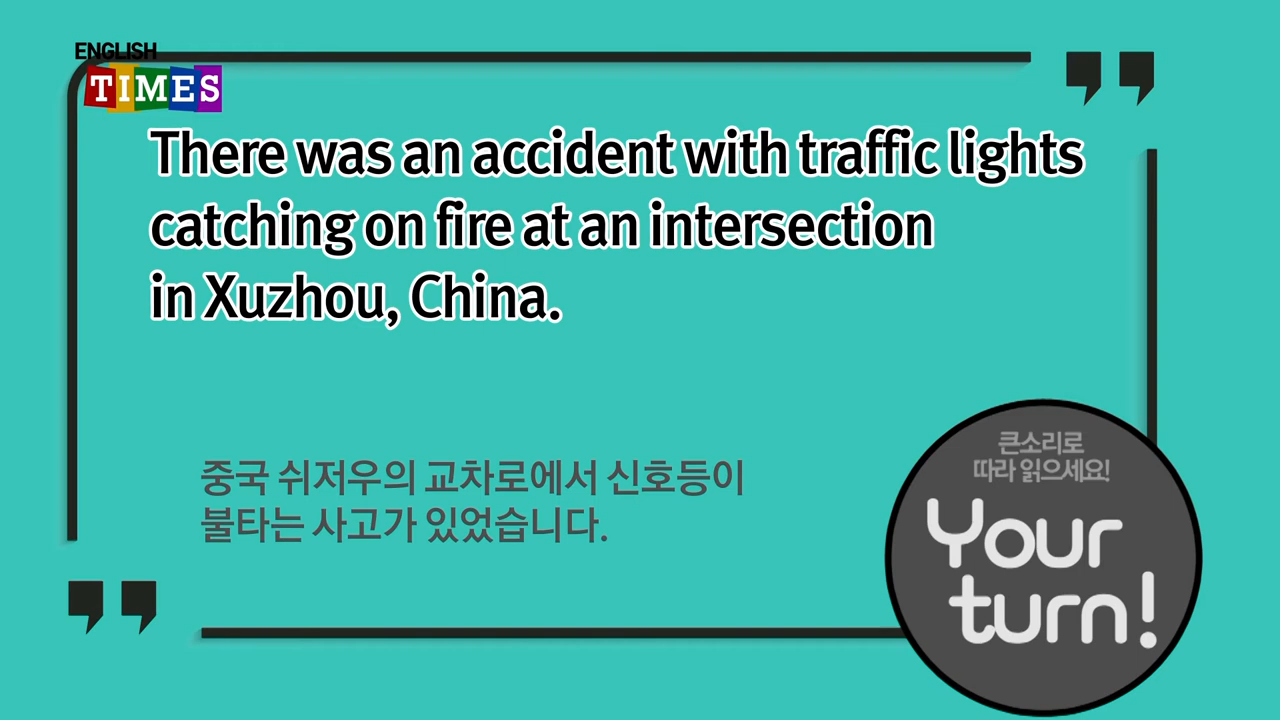 ENGLISH
TIMES
There was an accident with traffic lights
catching on fire at an intersection
in Xuzhou, China.
중국 쉬저우의 교차로에서 신호등이
불타는 사고가 있었습니다.
큰소리로
따라 읽으세요!
Your
turn!